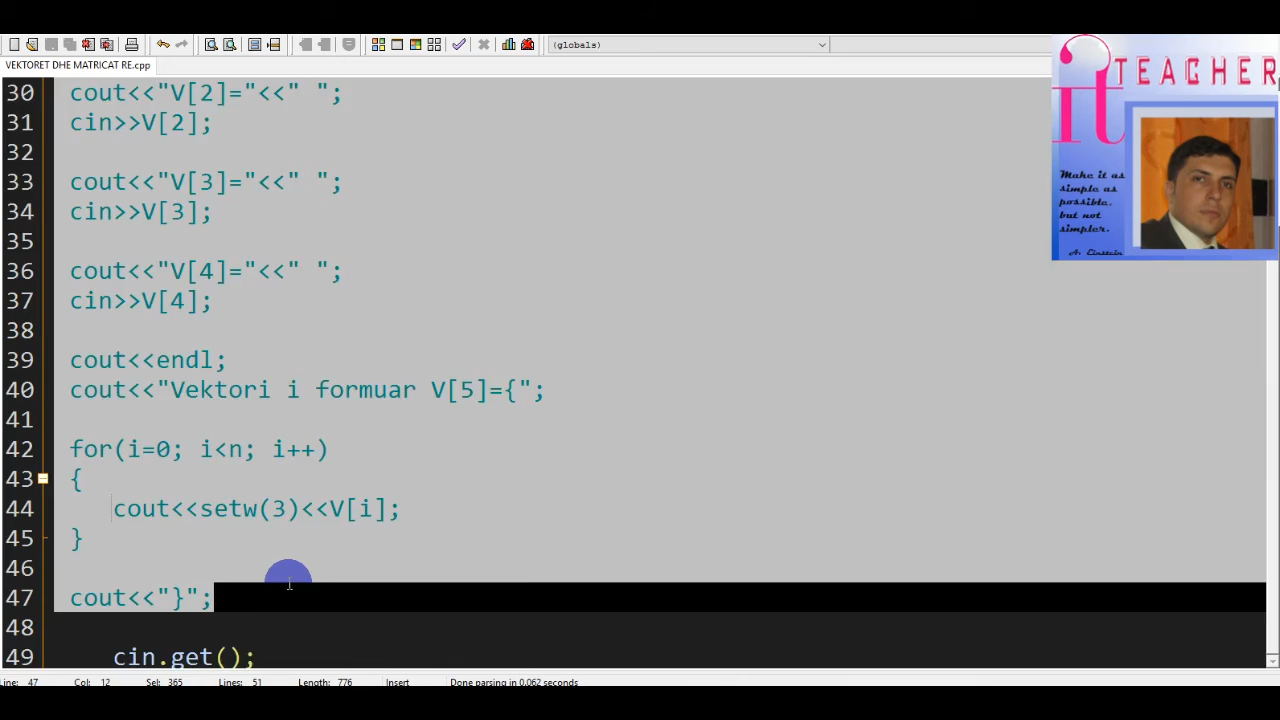 (globals)
VEKTORET DHE MATRICAT RE.cpp
it TEACHER
Make it as
simple as
possible,
but not
simpler.
A. Einstein
30 cout<<"V[2]="<<" ";
31 cin>>V[2];
32
33 cout<<"V[3]="<<" ";
34 cin>>V[3];
35
36 cout<<"V[4]="<<" ";
37 cin>>V[4];
38
39 cout<<endl;
40 cout<<"Vektori i formuar V[5]={";
41
42 for(i=0; i<n; i++)
43 {
44 cout<<setw(3)<<V[i];
45 }
46
47 cout<<"}";
48
49 cin.get();
Line: 47 Col: 12 Sel: 365 Lines: 51 Length: 776 Insert Done parsing in 0.062 seconds